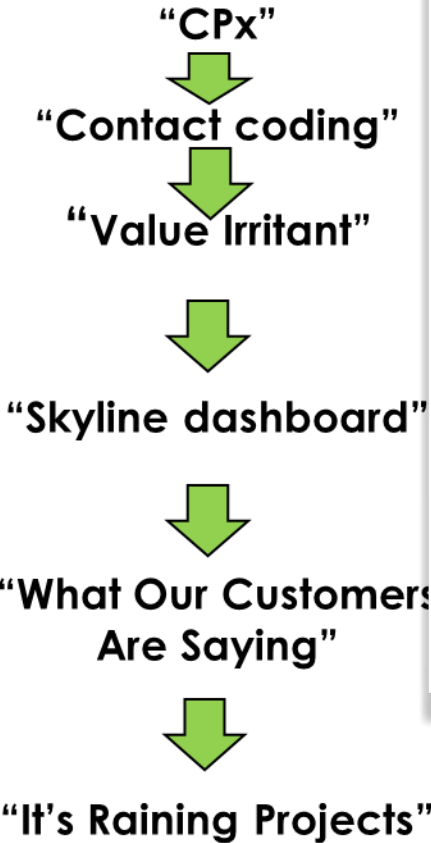 “CPx”
“Contact coding”
“Value Irritant”
“Skyline dashboard”
“What Our Customers
Are Saying”
“It’s Raining Projects”